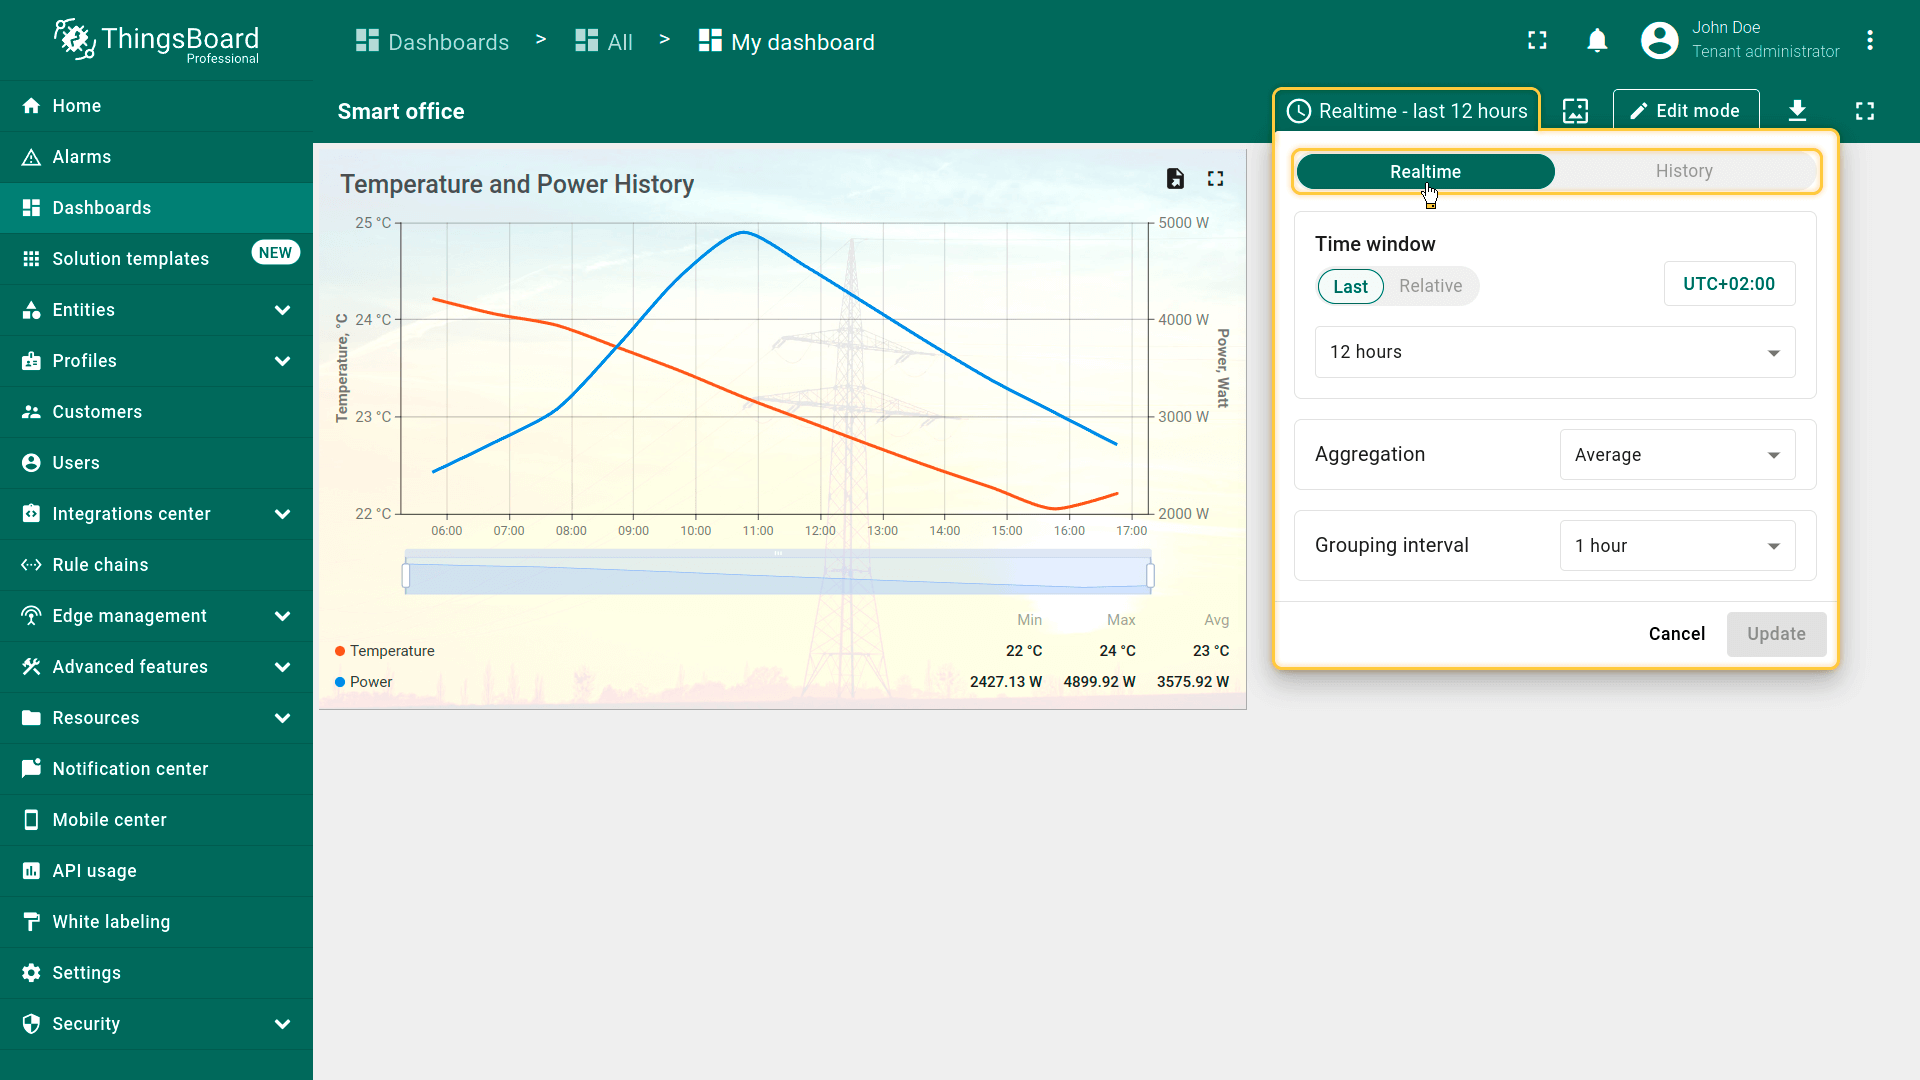 ThingsBoard
Professional
Dashboards > All > My dashboard
John Doe
Tenant administrator
Home
Alarms
Dashboards
Solution templates NEW
Entities
Profiles
Customers
Users
Integrations center
Rule chains
Edge management
Advanced features
Resources
Notification center
Mobile center
API usage
White labeling
Settings
Security
Smart office
Realtime - last 12 hours
Edit mode
Temperature and Power History
25 °C
24 °C
23 °C
22 °C
Temperature, °C
5000 W
4000 W
3000 W
2000 W
Power, Watt
06:00 07:00 08:00 09:00 10:00 11:00 12:00 13:00 14:00 15:00 16:00 17:00
Min Max Avg
Temperature 22 °C 24 °C 23 °C
Power 2427.13 W 4899.92 W 3575.92 W
Realtime History
Time window
Last Relative UTC+02:00
12 hours
Aggregation Average
Grouping interval 1 hour
Cancel Update